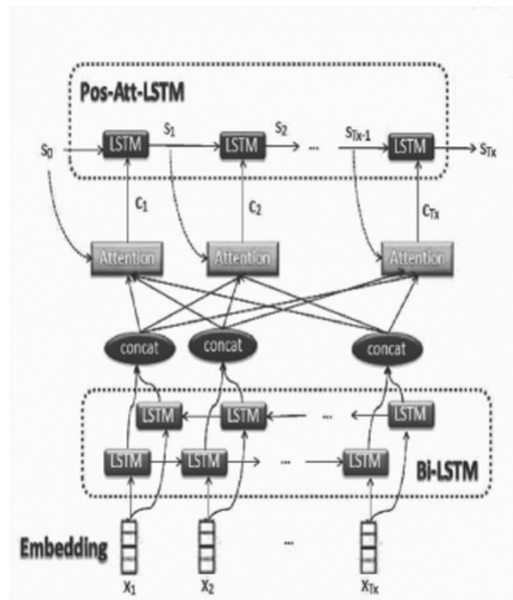 Pos-Att-LSTM
S0 LSTM S1 LSTM S2 ... STx-1 LSTM STx
C1 C2 CTx
Attention Attention Attention
concat concat concat
LSTM LSTM ... LSTM
LSTM LSTM ... LSTM
Bi-LSTM
Embedding
...
X1 X2 XTx